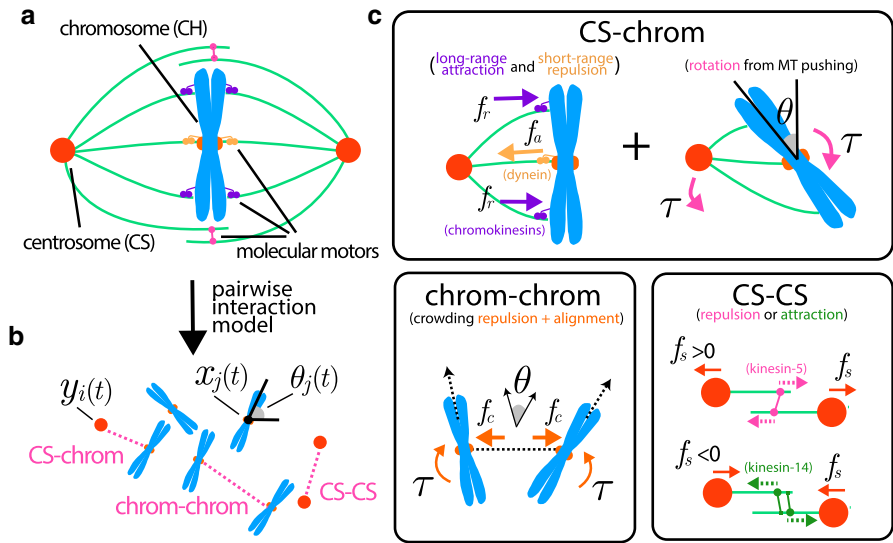 a
chromosome (CH)
centrosome (CS)
molecular motors
pairwise
interaction
model
b
y_i(t)
x_j(t)
θ_j(t)
CS-chrom
chrom-chrom
CS-CS
c
CS-chrom
(long-range attraction and short-range repulsion)
f_r
f_a
(dynein)
f_r
(chromokinesins)
+
(rotation from MT pushing)
θ
τ
τ
chrom-chrom
(crowding repulsion + alignment)
θ
f_c
f_c
τ
τ
CS-CS
(repulsion or attraction)
f_s >0
(kinesin-5)
f_s
f_s <0
(kinesin-14)
f_s